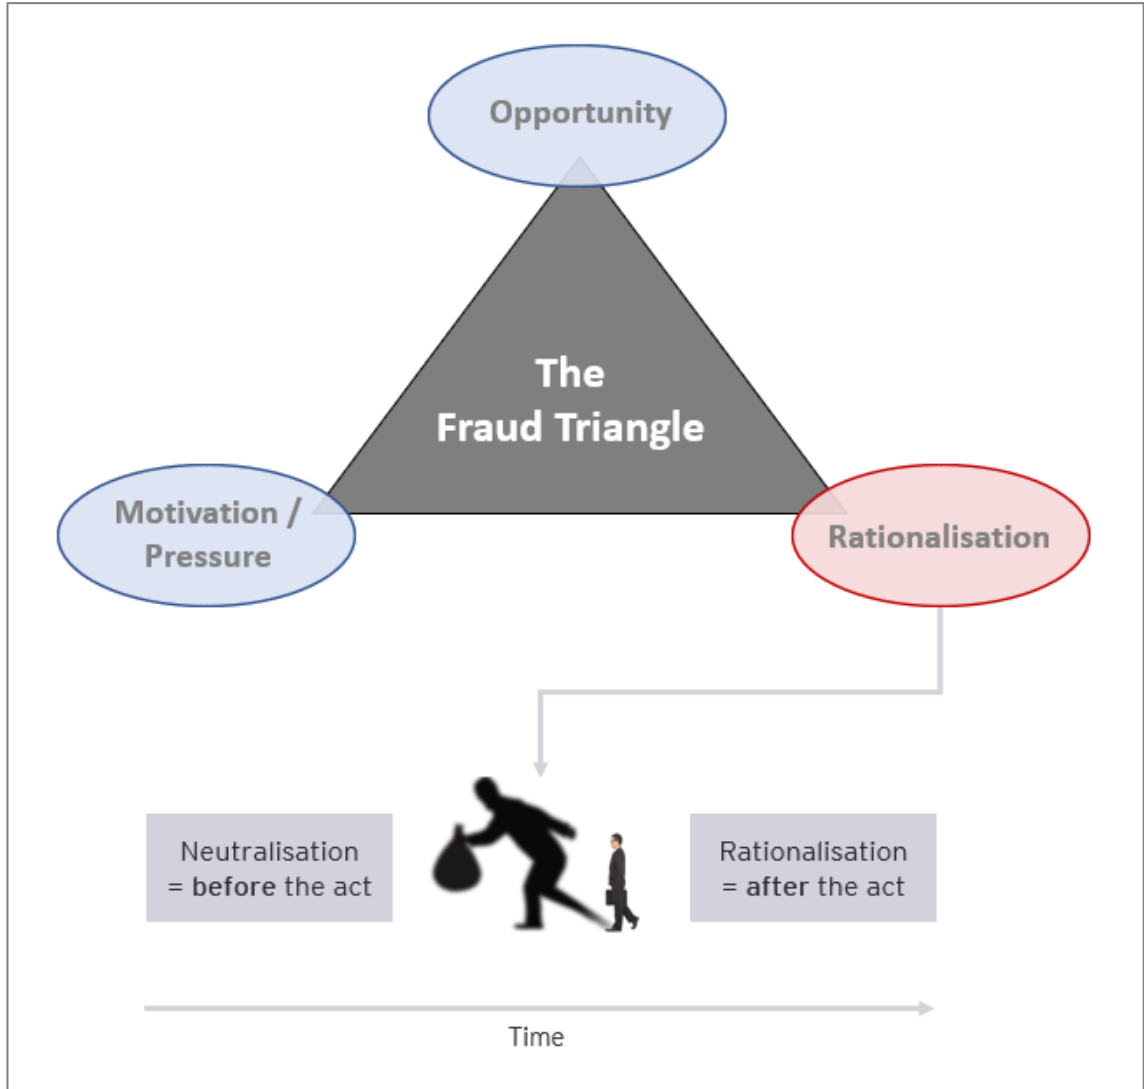 Opportunity
The
Fraud Triangle
Motivation /
Pressure
Rationalisation
Neutralisation
= before the act
Rationalisation
= after the act
Time